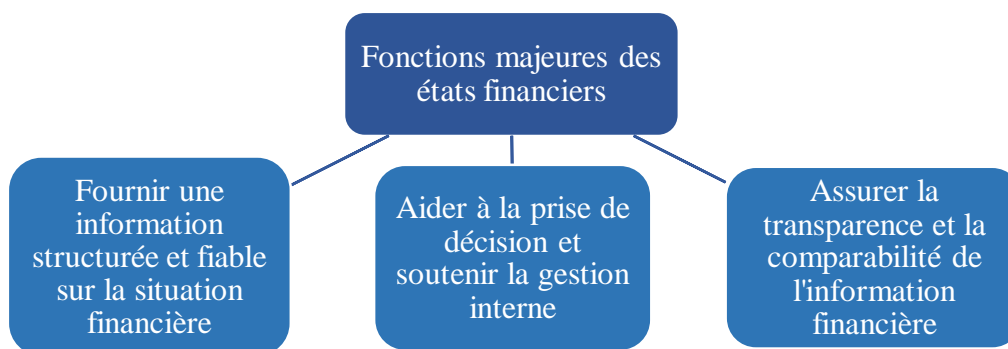 Fonctions majeures des
états financiers
Fournir une
information
structurée et fiable
sur la situation
financière
Aider à la prise de
décision et
soutenir la gestion
interne
Assurer la
transparence et la
comparabilité de
l'information
financière